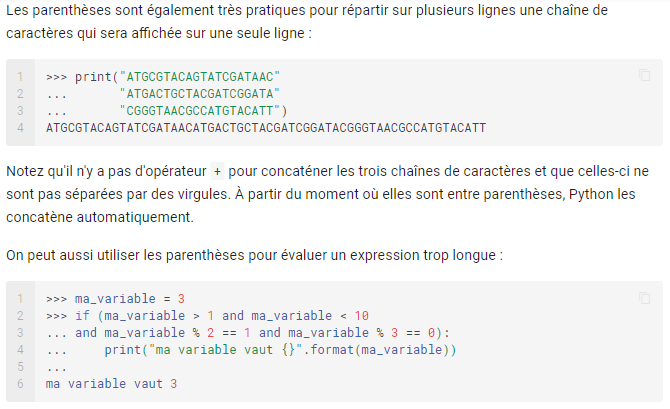 Les parenthèses sont également très pratiques pour répartir sur plusieurs lignes une chaîne de
caractères qui sera affichée sur une seule ligne :
1 >>> print("ATGCGTACAGTATCGATAAC"
2 ... "ATGACTGCTACGATCGGATA"
3 ... "CGGGTAACGCCATGTACATT")
4 ATGCGTACAGTATCGATAACATGACTGCTACGATCGGATACGGGTAACGCCATGTACATT
Notez qu'il n'y a pas d'opérateur + pour concaténer les trois chaînes de caractères et que celles-ci ne
sont pas séparées par des virgules. À partir du moment où elles sont entre parenthèses, Python les
concatène automatiquement.
On peut aussi utiliser les parenthèses pour évaluer un expression trop longue :
1 >>> ma_variable = 3
2 >>> if (ma_variable > 1 and ma_variable < 10
3 ... and ma_variable % 2 == 1 and ma_variable % 3 == 0):
4 ...     print("ma variable vaut {}".format(ma_variable))
5 ...
6 ma variable vaut 3